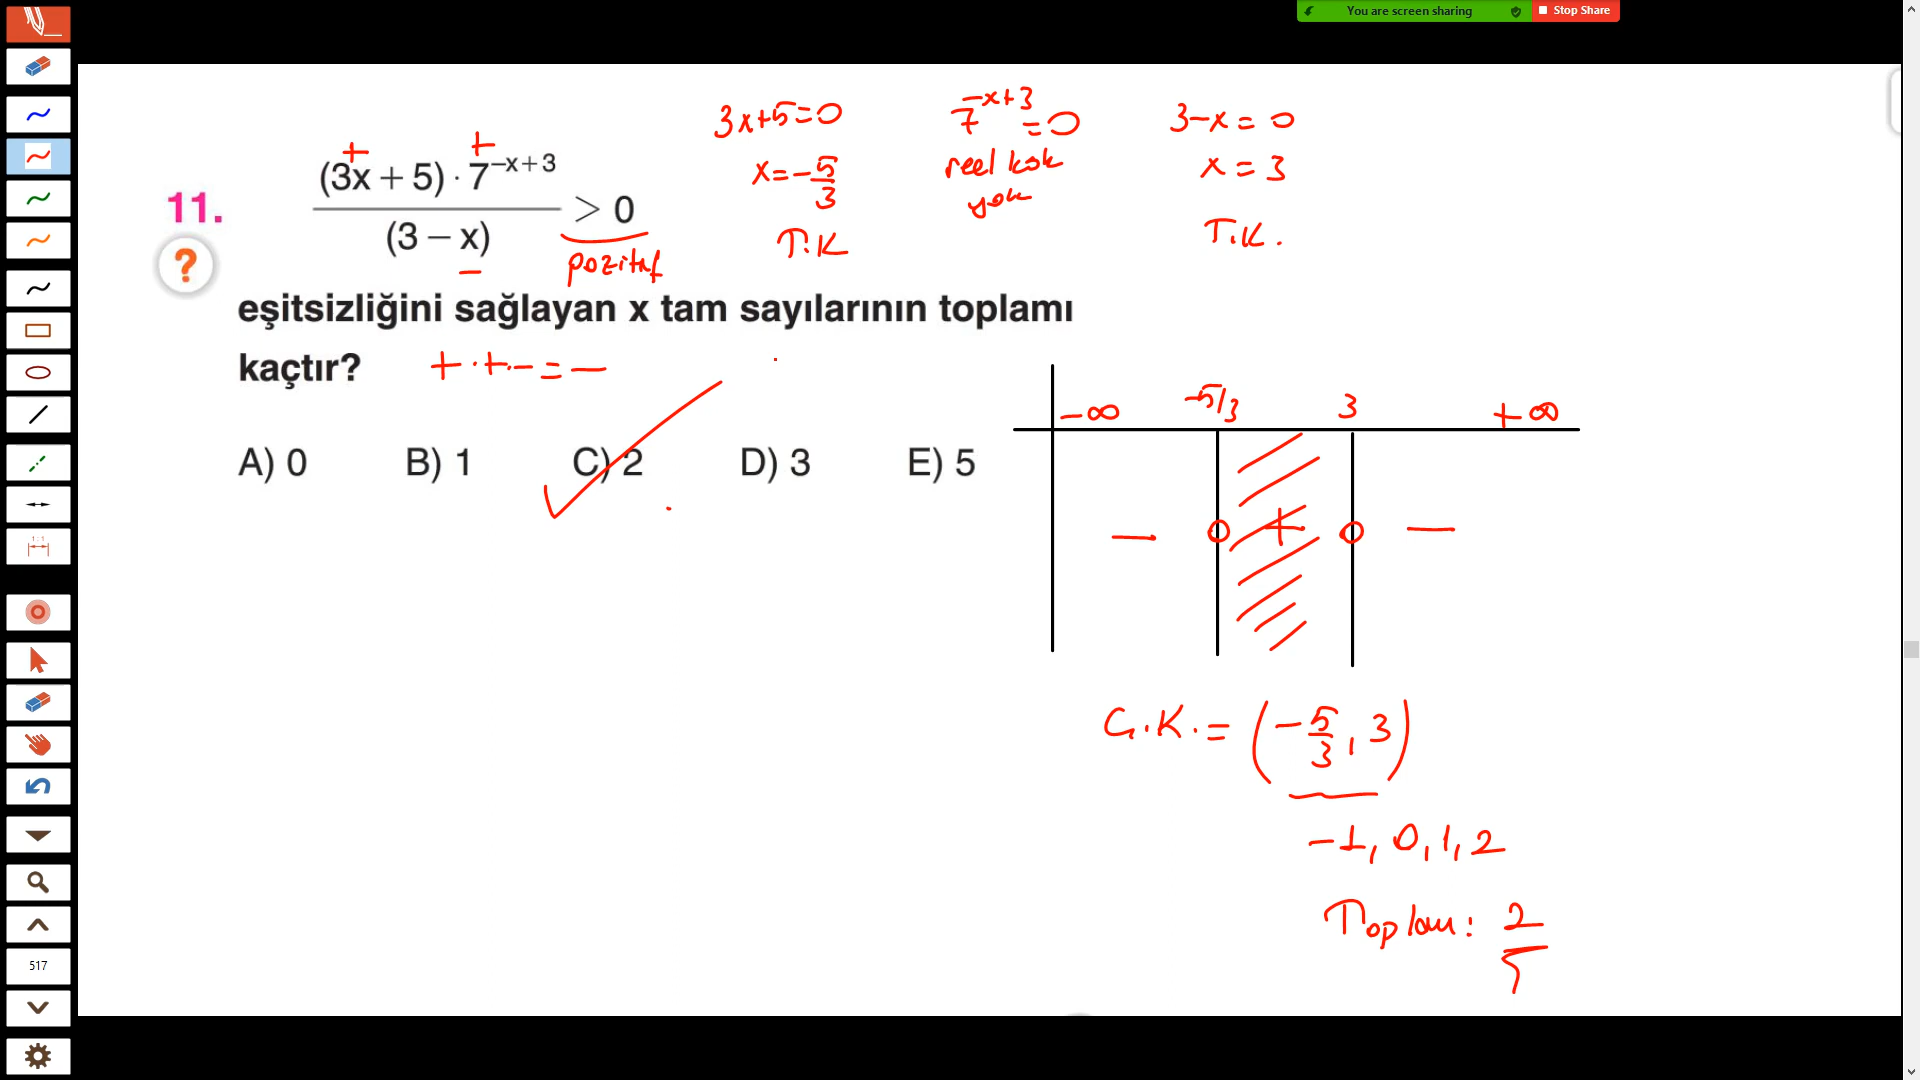 You are screen sharing
Stop Share
11.
(3x + 5) · 7^(−x + 3)
(3 − x)
> 0
+ +
−
pozitif
eşitsizliğini sağlayan x tam sayılarının toplamı
kaçtır?
+ · + · − = −
A) 0 B) 1 C) 2 D) 3 E) 5
3x+5=0
x=-5/3
T.K
7^(-x+3) = 0
reel kök
yok
3-x = 0
x = 3
T.K.
-∞ -5/3 3 +∞
− + −
Ç.K. = (-5/3, 3)
-1, 0, 1, 2
Toplam: 2
1:1
517